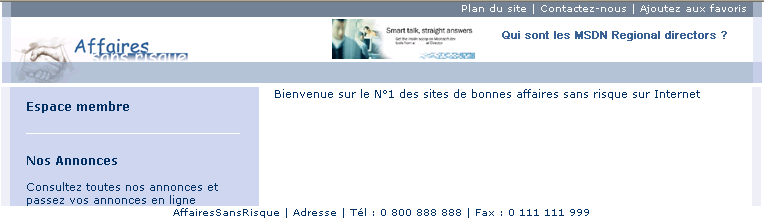 Plan du site | Contactez-nous | Ajoutez aux favoris
Affaires
sans risque
Smart talk, straight answers
Qui sont les MSDN Regional directors ?
Espace membre
Bienvenue sur le N°1 des sites de bonnes affaires sans risque sur Internet
Nos Annonces
Consultez toutes nos annonces et
passez vos annonces en ligne
AffairesSansRisque | Adresse | Tél : 0 800 888 888 | Fax : 0 111 111 999